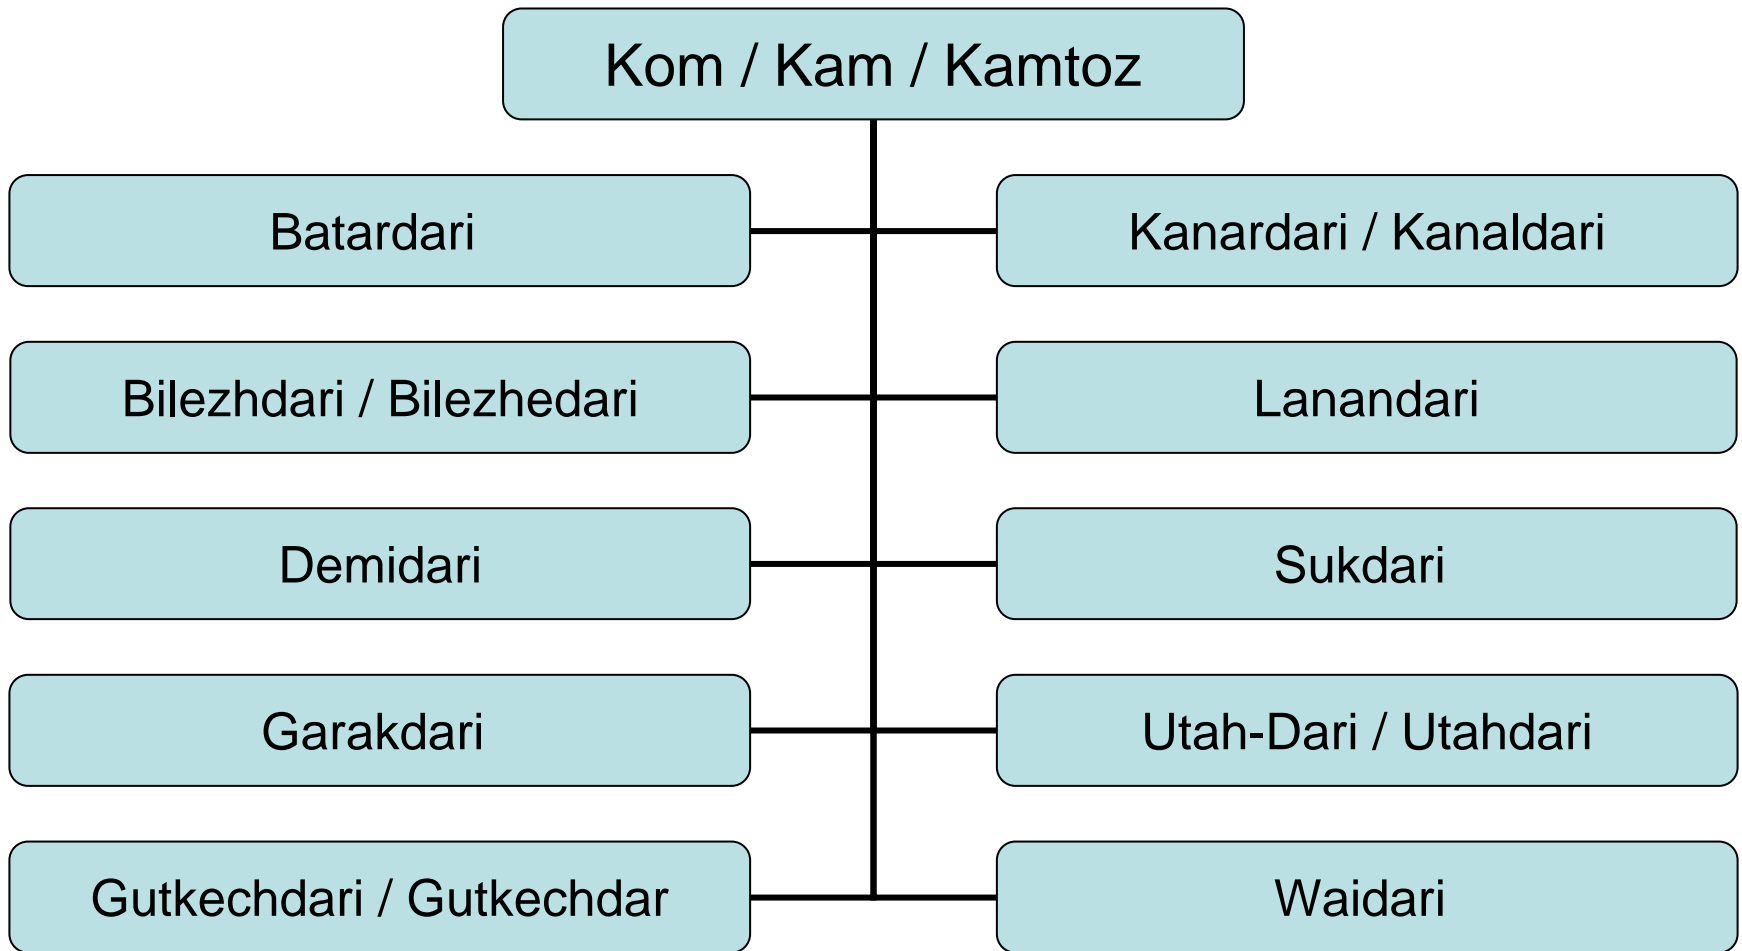 Kom / Kam / Kamtoz
Batardari
Kanardari / Kanaldari
Bilezhdari / Bilezhedari
Lanandari
Demidari
Sukdari
Garakdari
Utah-Dari / Utahdari
Gutkechdari / Gutkechdar
Waidari